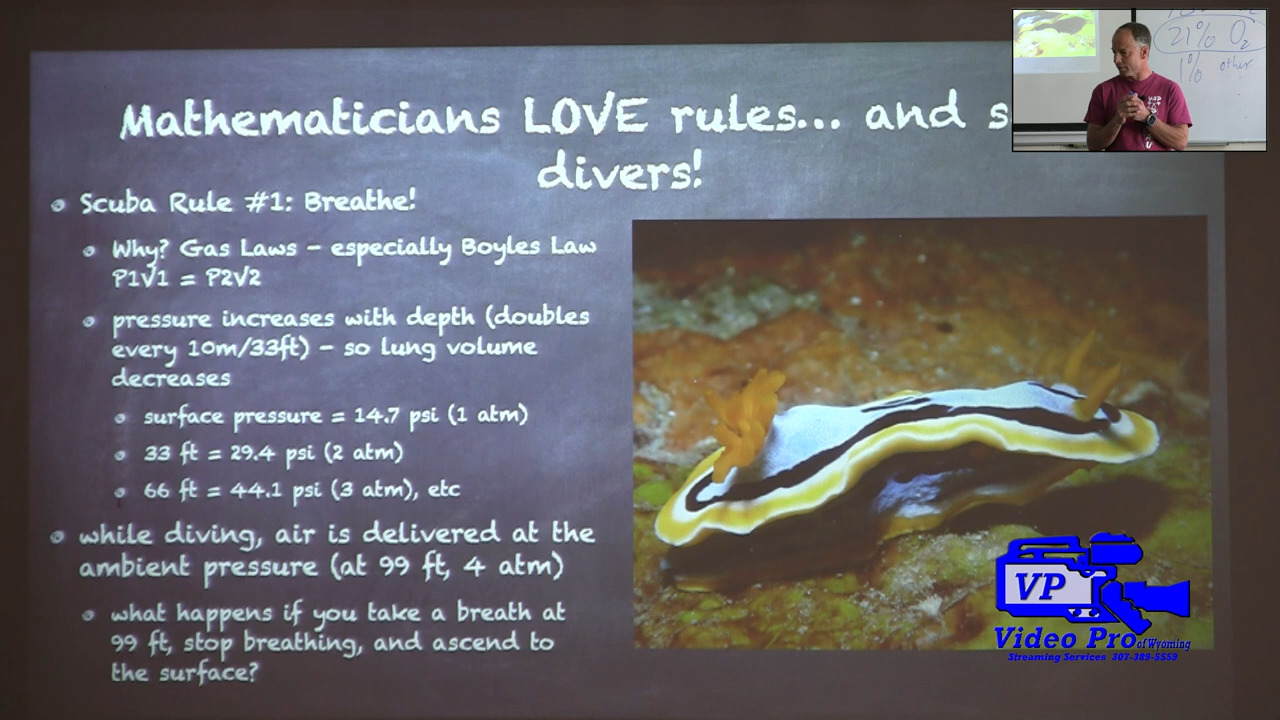 Mathematicians LOVE rules... and s
divers!
Scuba Rule #1: Breathe!
Why? Gas Laws - especially Boyles Law
P1V1 = P2V2
pressure increases with depth (doubles
every 10m/33ft) - so lung volume
decreases
surface pressure = 14.7 psi (1 atm)
33 ft = 29.4 psi (2 atm)
66 ft = 44.1 psi (3 atm), etc
while diving, air is delivered at the
ambient pressure (at 99 ft, 4 atm)
what happens if you take a breath at
99 ft, stop breathing, and ascend to
the surface?
21% O2
1% other
VP
Video Pro of Wyoming
Streaming Services 307-389-5559